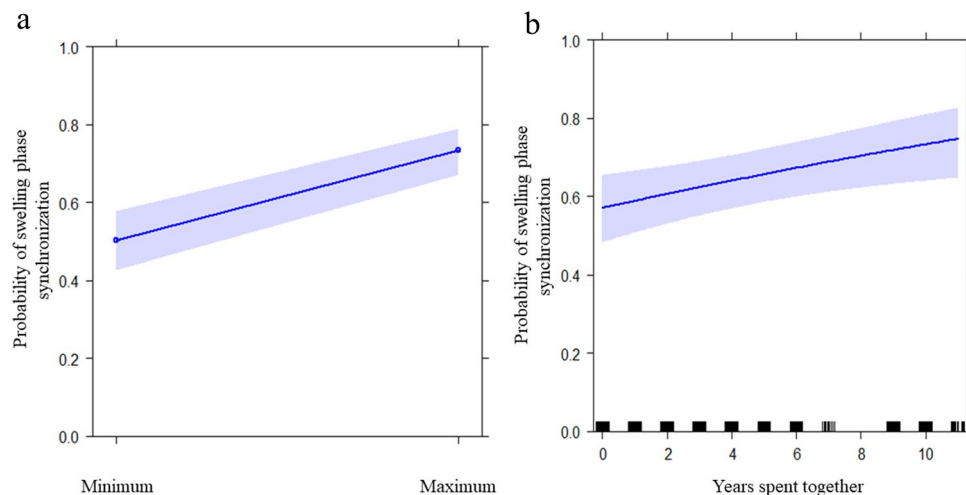 a
1.0
0.8
0.6
0.4
0.2
0.0
Probability of swelling phase
synchronization
Minimum
Maximum
b
1.0
0.8
0.6
0.4
0.2
0.0
Probability of swelling phase
synchronization
0 2 4 6 8 10
Years spent together